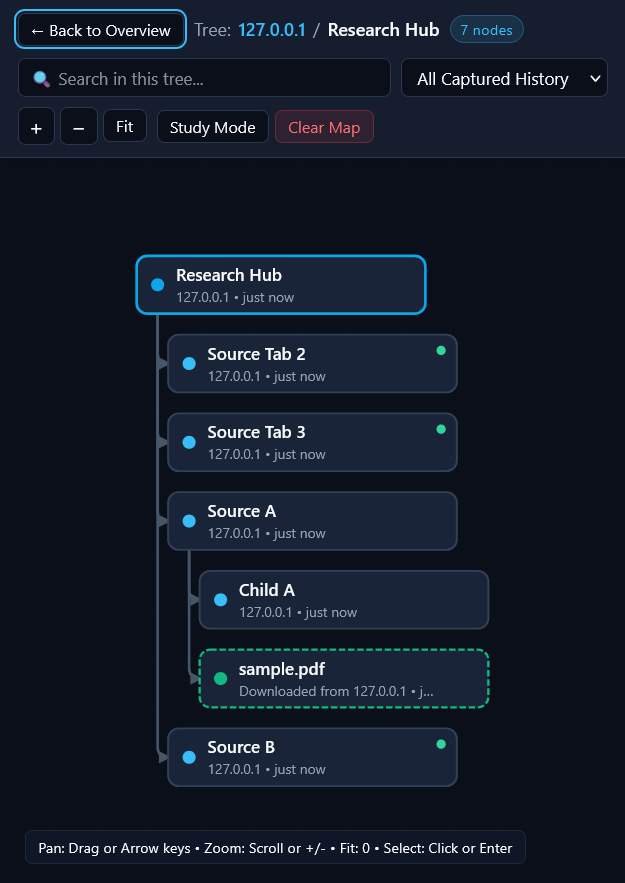 ← Back to Overview Tree: 127.0.0.1 / Research Hub 7 nodes
Search in this tree... All Captured History
+ − Fit Study Mode Clear Map
Research Hub
127.0.0.1 • just now
Source Tab 2
127.0.0.1 • just now
Source Tab 3
127.0.0.1 • just now
Source A
127.0.0.1 • just now
Child A
127.0.0.1 • just now
sample.pdf
Downloaded from 127.0.0.1 • j...
Source B
127.0.0.1 • just now
Pan: Drag or Arrow keys • Zoom: Scroll or +/- • Fit: 0 • Select: Click or Enter